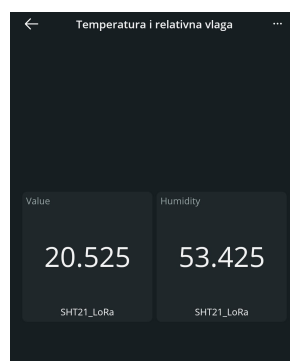 Temperatura i relativna vlaga
Value
Humidity
20.525
53.425
SHT21_LoRa
SHT21_LoRa